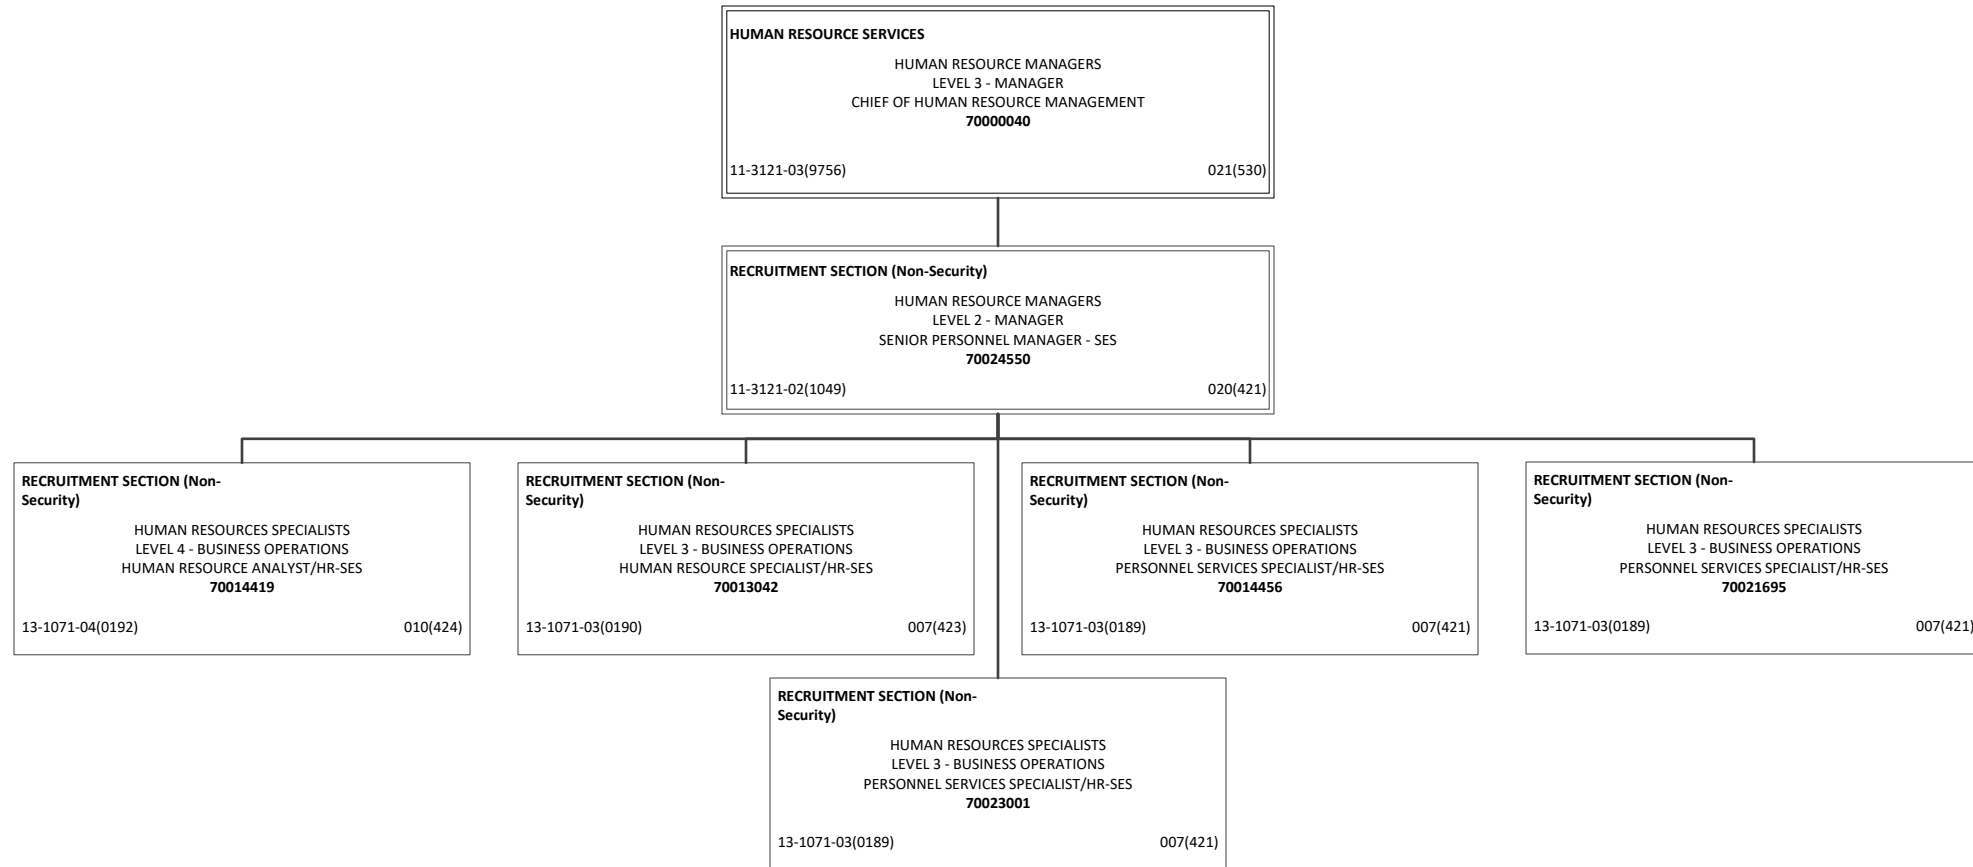 HUMAN RESOURCE SERVICES
HUMAN RESOURCE MANAGERS
LEVEL 3 - MANAGER
CHIEF OF HUMAN RESOURCE MANAGEMENT
70000040
11-3121-03(9756) 021(530)
RECRUITMENT SECTION (Non-Security)
HUMAN RESOURCE MANAGERS
LEVEL 2 - MANAGER
SENIOR PERSONNEL MANAGER - SES
70024550
11-3121-02(1049) 020(421)
RECRUITMENT SECTION (Non-
Security)
HUMAN RESOURCES SPECIALISTS
LEVEL 4 - BUSINESS OPERATIONS
HUMAN RESOURCE ANALYST/HR-SES
70014419
13-1071-04(0192) 010(424)
RECRUITMENT SECTION (Non-
Security)
HUMAN RESOURCES SPECIALISTS
LEVEL 3 - BUSINESS OPERATIONS
HUMAN RESOURCE SPECIALIST/HR-SES
70013042
13-1071-03(0190) 007(423)
RECRUITMENT SECTION (Non-
Security)
HUMAN RESOURCES SPECIALISTS
LEVEL 3 - BUSINESS OPERATIONS
PERSONNEL SERVICES SPECIALIST/HR-SES
70014456
13-1071-03(0189) 007(421)
RECRUITMENT SECTION (Non-
Security)
HUMAN RESOURCES SPECIALISTS
LEVEL 3 - BUSINESS OPERATIONS
PERSONNEL SERVICES SPECIALIST/HR-SES
70021695
13-1071-03(0189) 007(421)
RECRUITMENT SECTION (Non-
Security)
HUMAN RESOURCES SPECIALISTS
LEVEL 3 - BUSINESS OPERATIONS
PERSONNEL SERVICES SPECIALIST/HR-SES
70023001
13-1071-03(0189) 007(421)